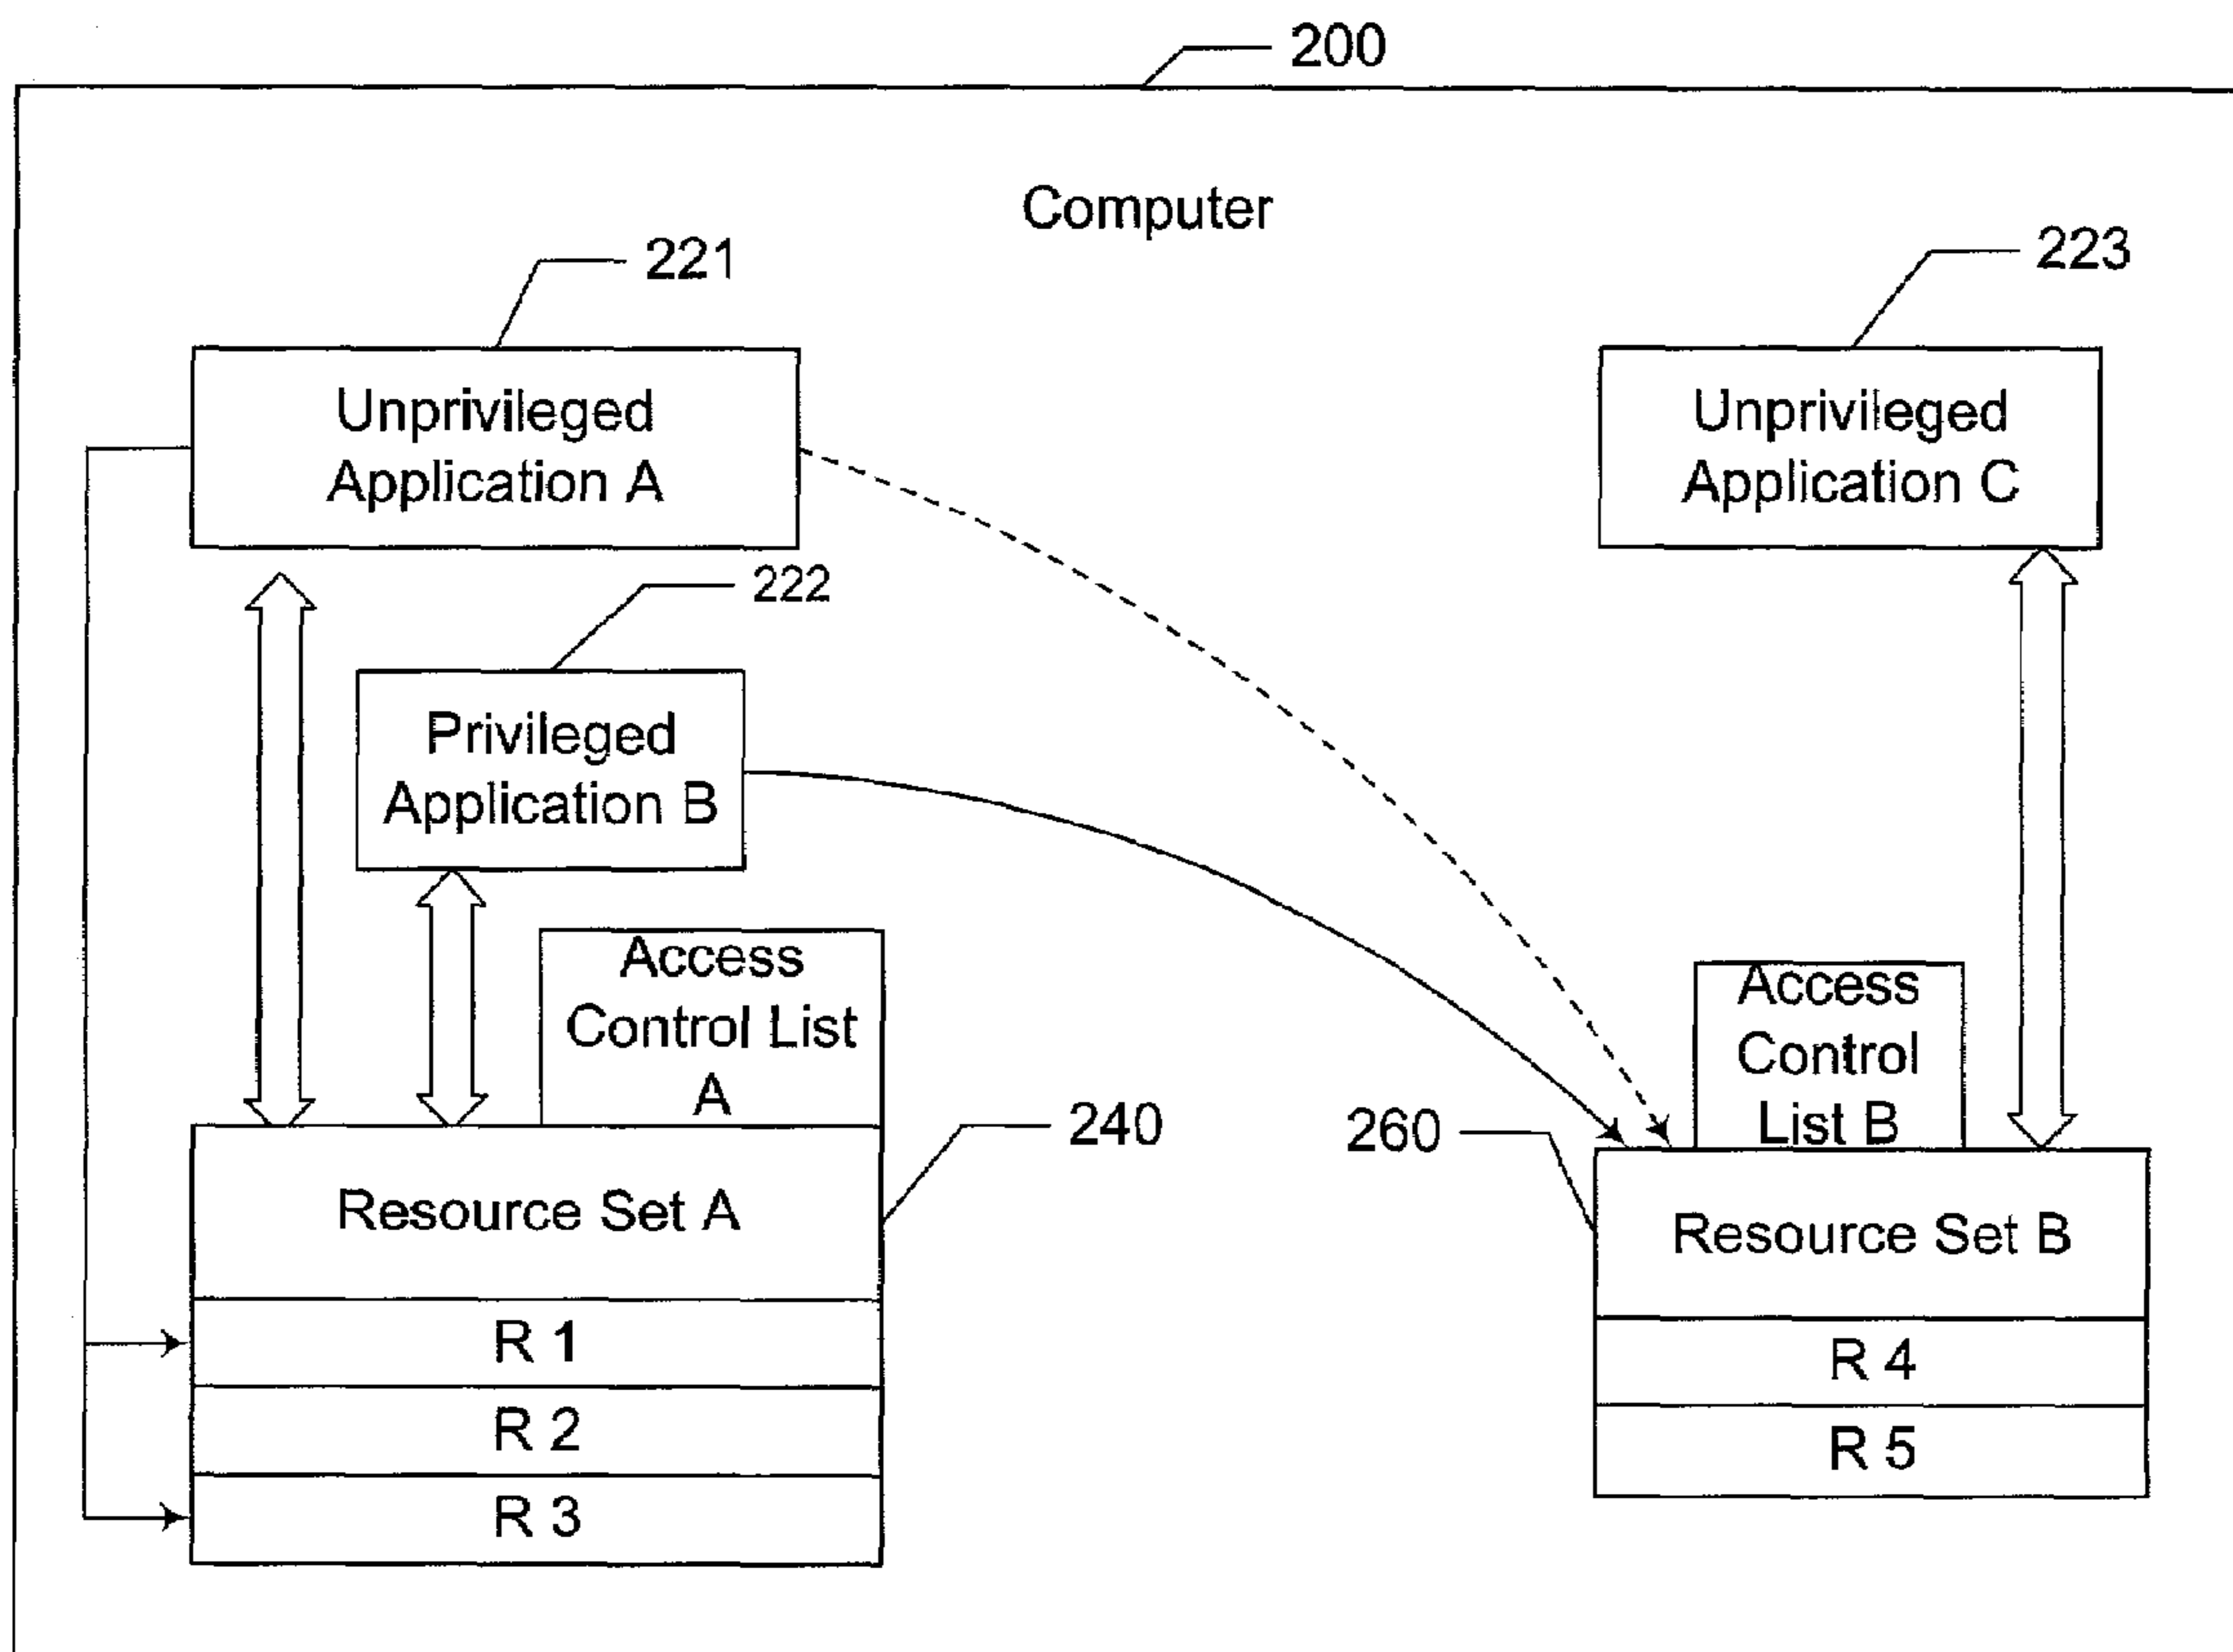 200
Computer
221
223
Unprivileged
Application A
Unprivileged
Application C
222
Privileged
Application B
Access
Control List
A
Access
Control
List B
240
260
Resource Set A
Resource Set B
R 1
R 2
R 3
R 4
R 5